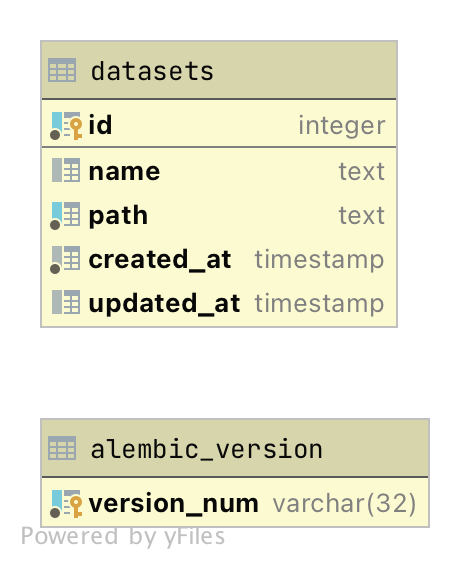 datasets
id integer
name text
path text
created_at timestamp
updated_at timestamp
alembic_version
version_num varchar(32)
Powered by yFiles